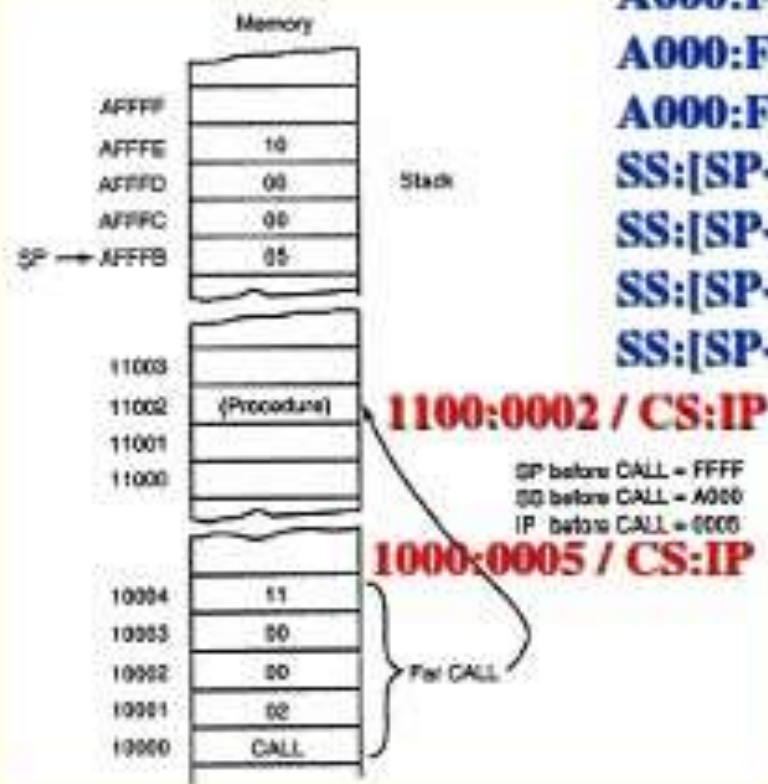 Memory
A000:F
A000:F
A000:F
AFFFF
AFFFE 10
AFFFD 00
Stack
AFFFC 00
SP → AFFFB 05
SS:[SP-
SS:[SP-
SS:[SP-
SS:[SP-
11003
11002 (Procedure)
11001
11000
1100:0002 / CS:IP
SP before CALL = FFFF
SS before CALL = A000
IP before CALL = 0005
1000:0005 / CS:IP
10004 11
10003 00
10002 00
10001 02
10000 CALL
Far CALL